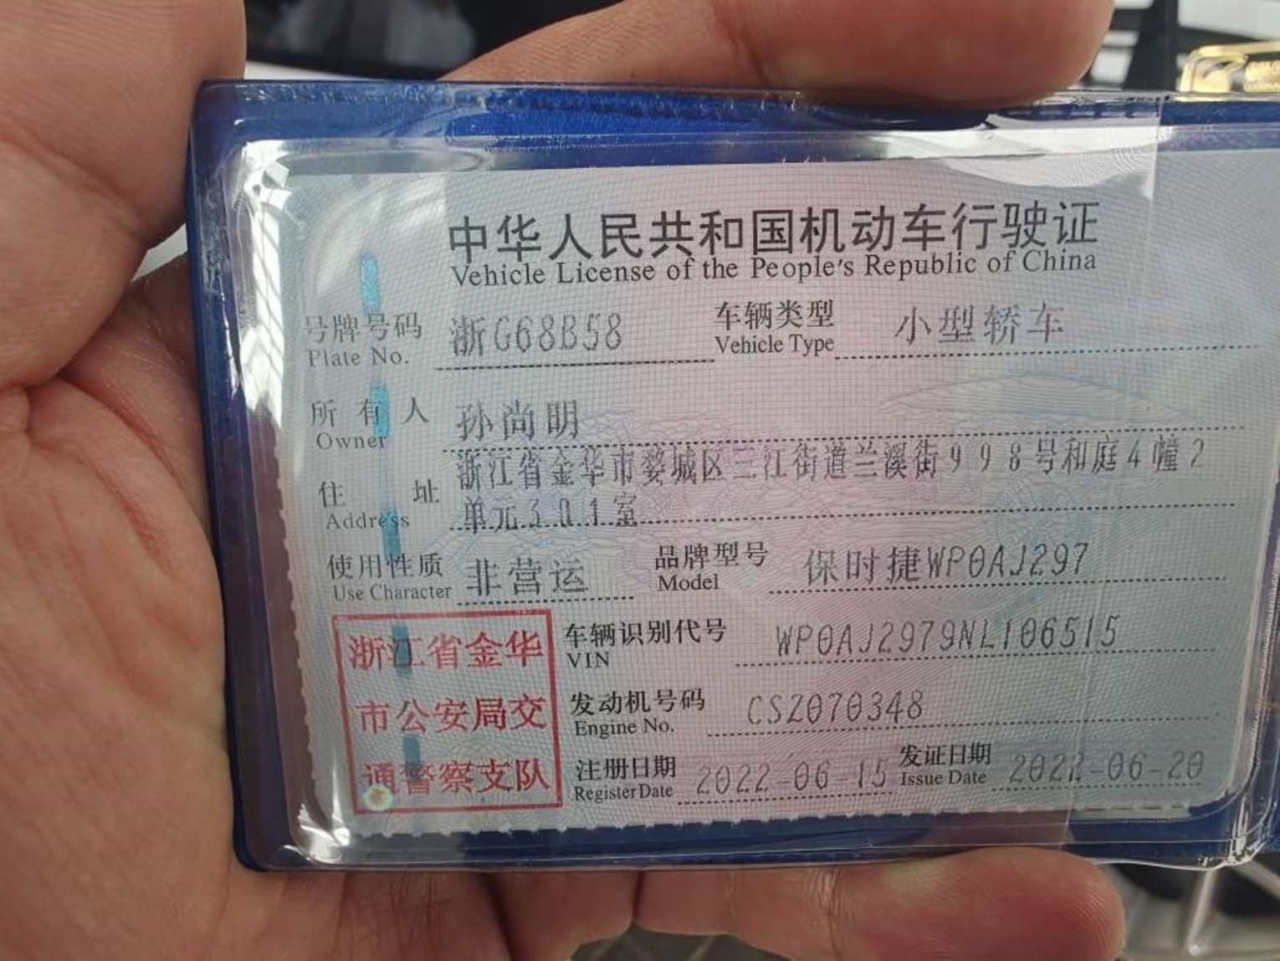 中华人民共和国机动车行驶证
Vehicle License of the People's Republic of China
号牌号码 浙G68B58 车辆类型 小型轿车
Plate No. Vehicle Type
所有人 孙尚明
Owner
住址 浙江省金华市婺城区三江街道兰溪街998号和庭4幢2
Address 单元301室
使用性质 非营运 品牌型号 保时捷WP0AJ297
Use Character Model
浙江省金华
市公安局交
通警察支队
车辆识别代号 WP0AJ2979NL106515
VIN
发动机号码 CSZ070348
Engine No.
注册日期 2022-06-15 发证日期 2022-06-20
Register Date Issue Date